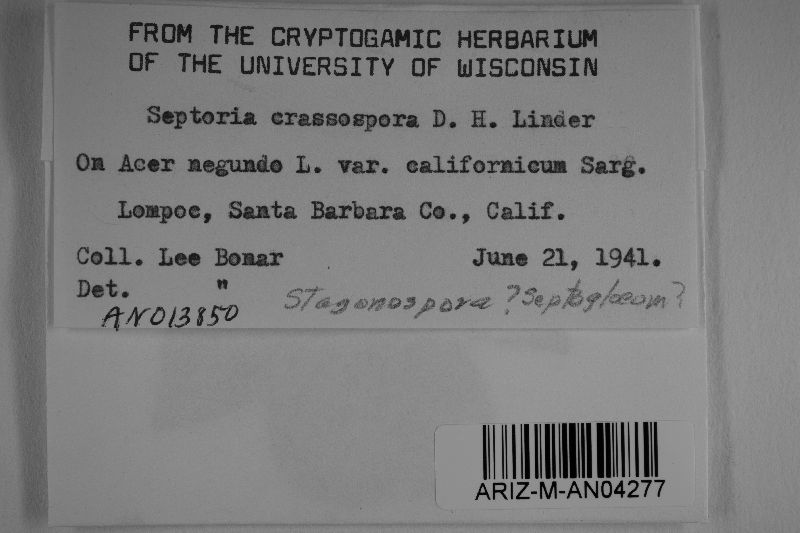 FROM THE CRYPTOGAMIC HERBARIUM
OF THE UNIVERSITY OF WISCONSIN
Septoria crassospora D. H. Linder
On Acer negundo L. var. californicum Sarg.
Lompoc, Santa Barbara Co., Calif.
Coll. Lee Bonar June 21, 1941.
Det. "
Stagonospora ? Septogloeum ?
AN013850
ARIZ-M-AN04277